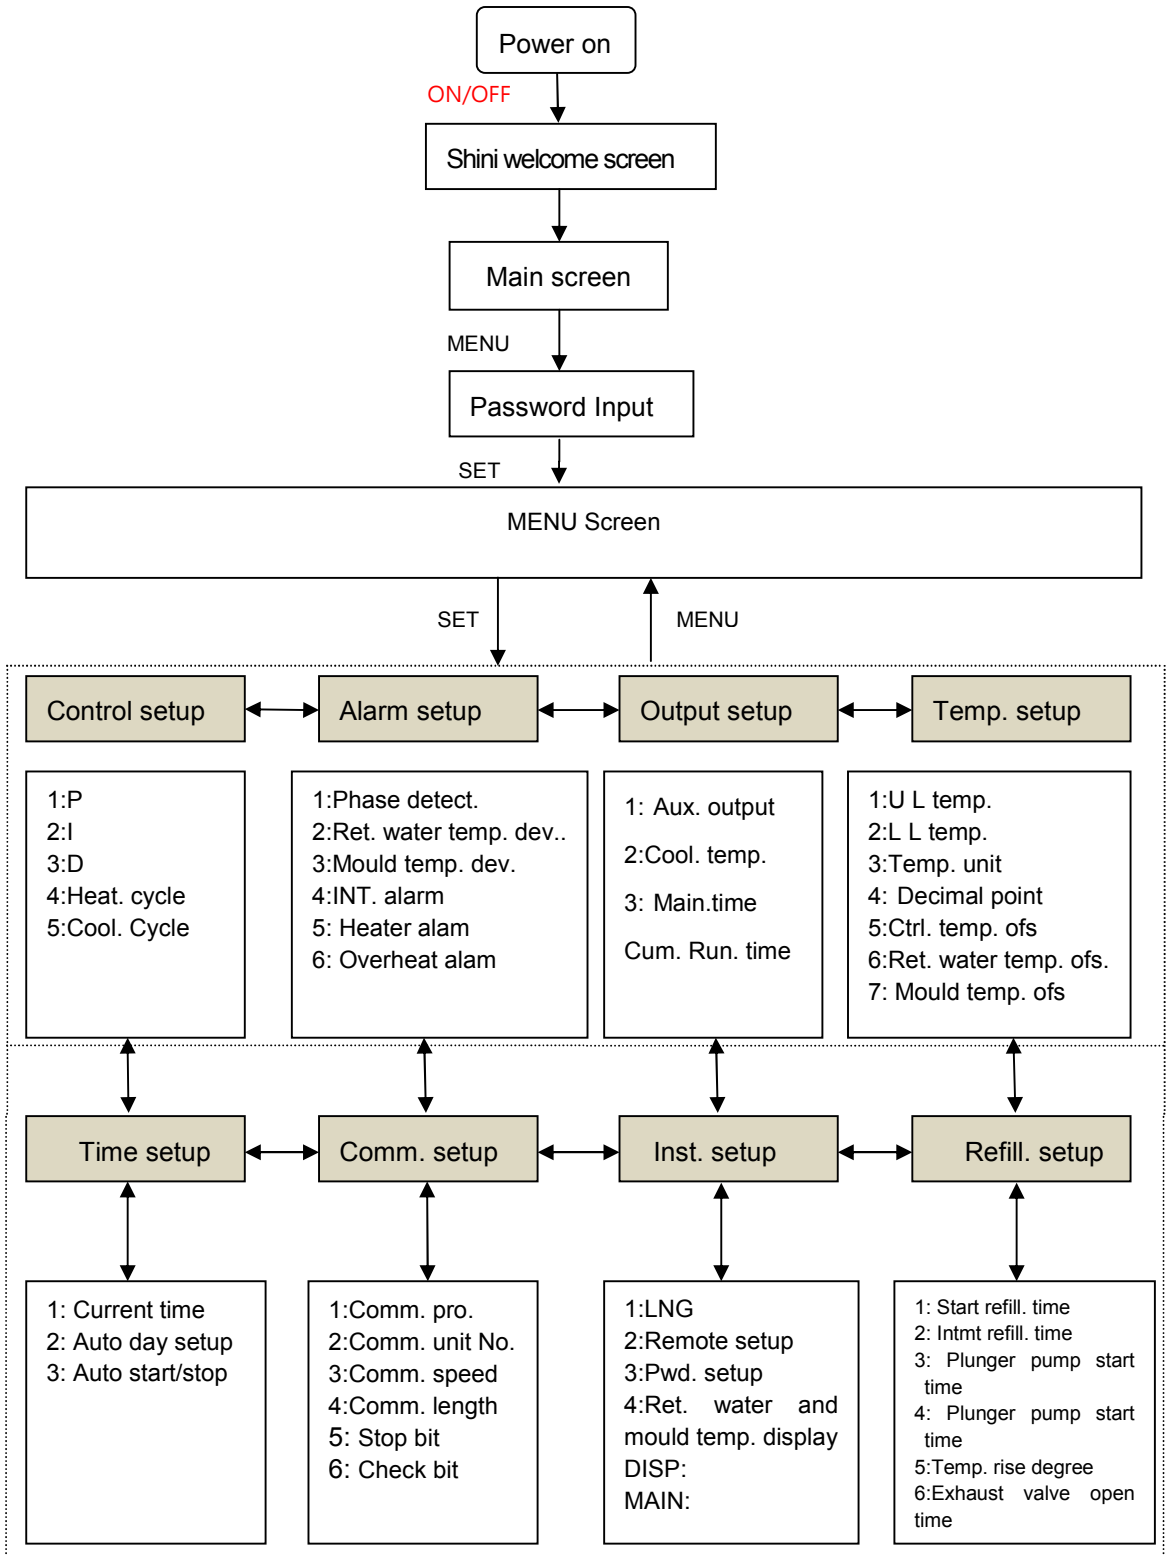 Power on
ON/OFF
Shini welcome screen
Main screen
MENU
Password Input
SET
MENU Screen
SET
MENU
Control setup
Alarm setup
Output setup
Temp. setup
1:P
2:I
3:D
4:Heat. cycle
5:Cool. Cycle
1:Phase detect.
2:Ret. water temp. dev..
3:Mould temp. dev.
4:INT. alarm
5: Heater alam
6: Overheat alam
1: Aux. output
2:Cool. temp.
3: Main.time
Cum. Run. time
1:U L temp.
2:L L temp.
3:Temp. unit
4: Decimal point
5:Ctrl. temp. ofs
6:Ret. water temp. ofs.
7: Mould temp. ofs
Time setup
Comm. setup
Inst. setup
Refill. setup
1: Current time
2: Auto day setup
3: Auto start/stop
1:Comm. pro.
2:Comm. unit No.
3:Comm. speed
4:Comm. length
5: Stop bit
6: Check bit
1:LNG
2:Remote setup
3:Pwd. setup
4:Ret. water and
mould temp. display
DISP:
MAIN:
1: Start refill. time
2: Intmt refill. time
3: Plunger pump start
time
4: Plunger pump start
time
5:Temp. rise degree
6:Exhaust valve open
time